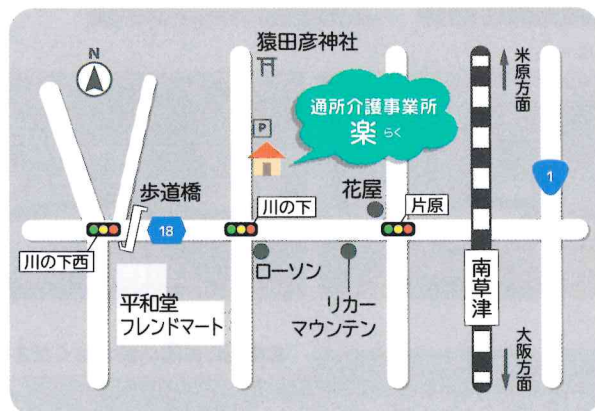 猿田彦神社
N
P
通所介護事業所
楽 らく
米原方面
1
歩道橋
花屋
川の下
片原
18
川の下西
ローソン
南草津
平和堂
フレンドマート
リカー
マウンテン
大阪方面